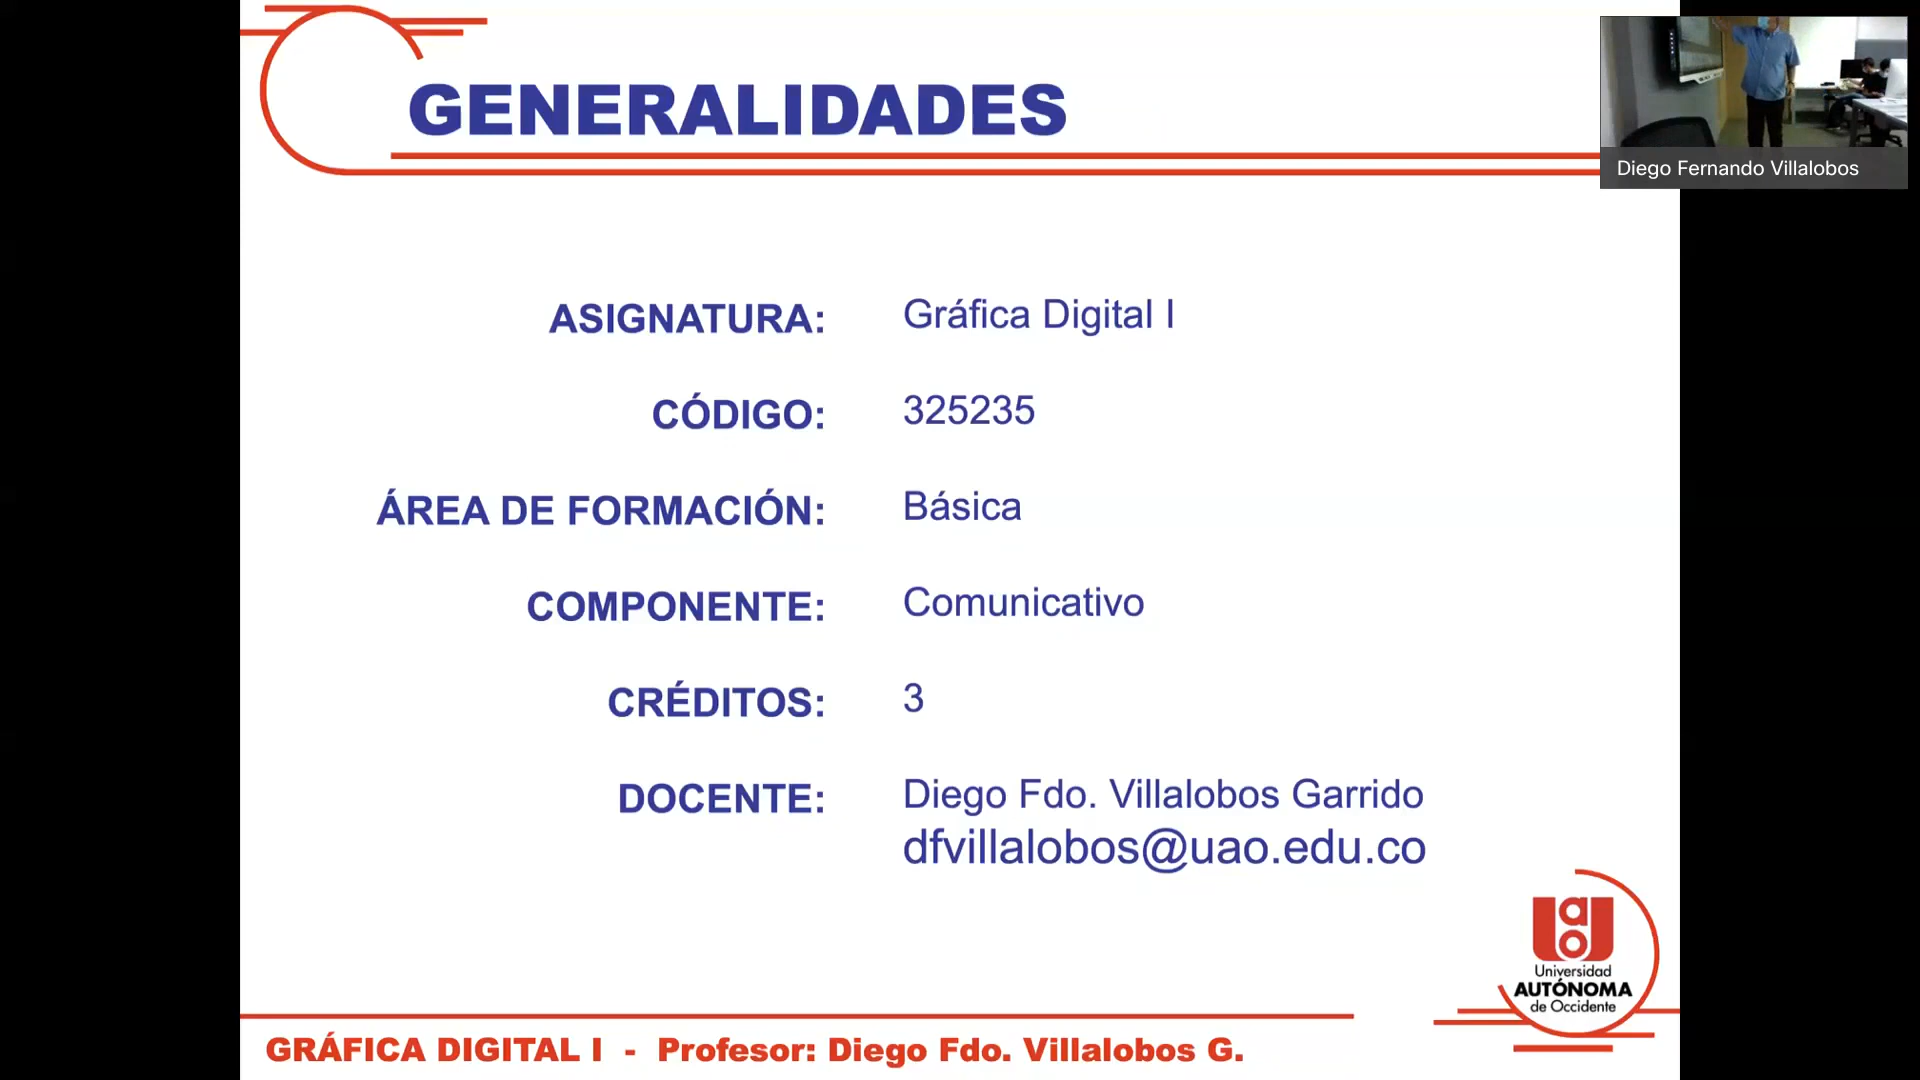 GENERALIDADES
Diego Fernando Villalobos
ASIGNATURA: Gráfica Digital I
CÓDIGO: 325235
ÁREA DE FORMACIÓN: Básica
COMPONENTE: Comunicativo
CRÉDITOS: 3
DOCENTE: Diego Fdo. Villalobos Garrido
dfvillalobos@uao.edu.co
uao
Universidad
AUTÓNOMA
de Occidente
GRÁFICA DIGITAL I - Profesor: Diego Fdo. Villalobos G.